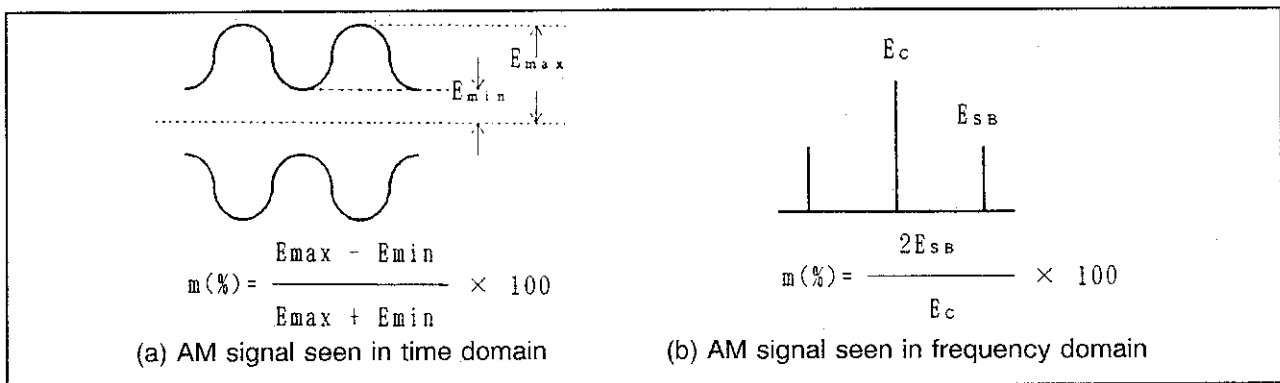 Emax
Emin
Emax - Emin
m(%)= ——— × 100
Emax + Emin
(a) AM signal seen in time domain
Ec
ESB
2ESB
m(%)= ——— × 100
Ec
(b) AM signal seen in frequency domain